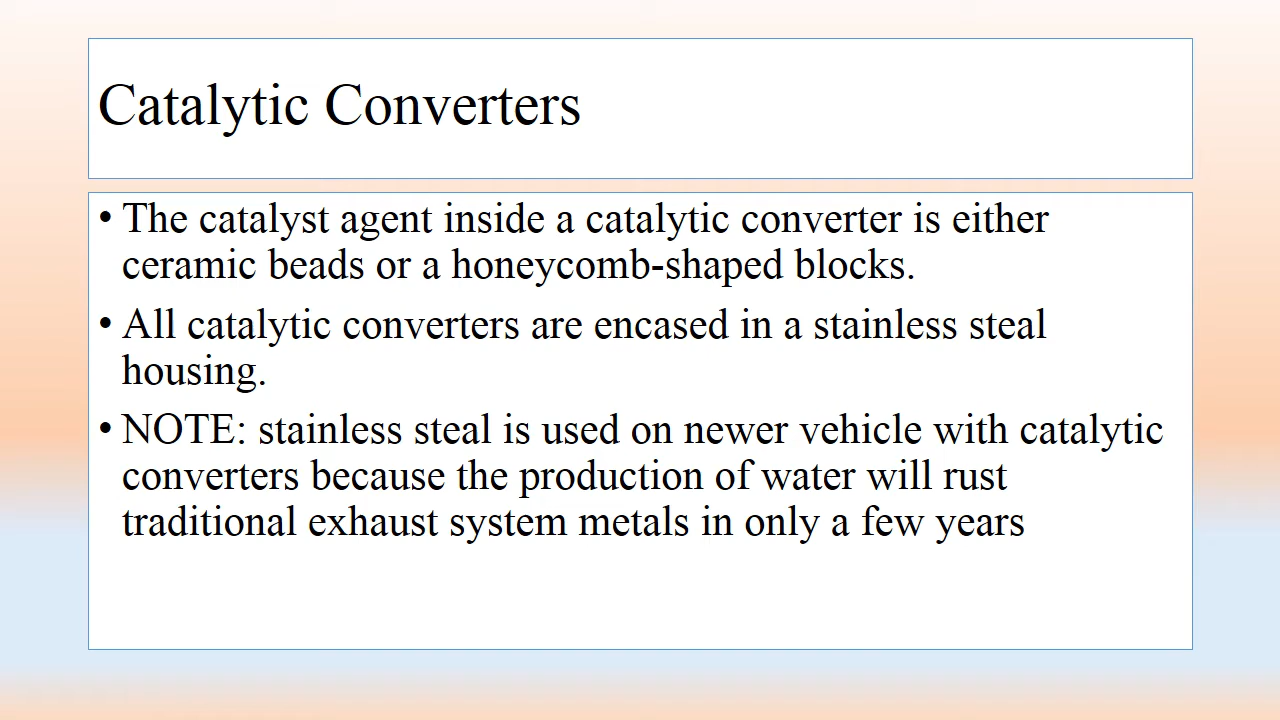 Catalytic Converters
• The catalyst agent inside a catalytic converter is either
ceramic beads or a honeycomb-shaped blocks.
• All catalytic converters are encased in a stainless steal
housing.
• NOTE: stainless steal is used on newer vehicle with catalytic
converters because the production of water will rust
traditional exhaust system metals in only a few years